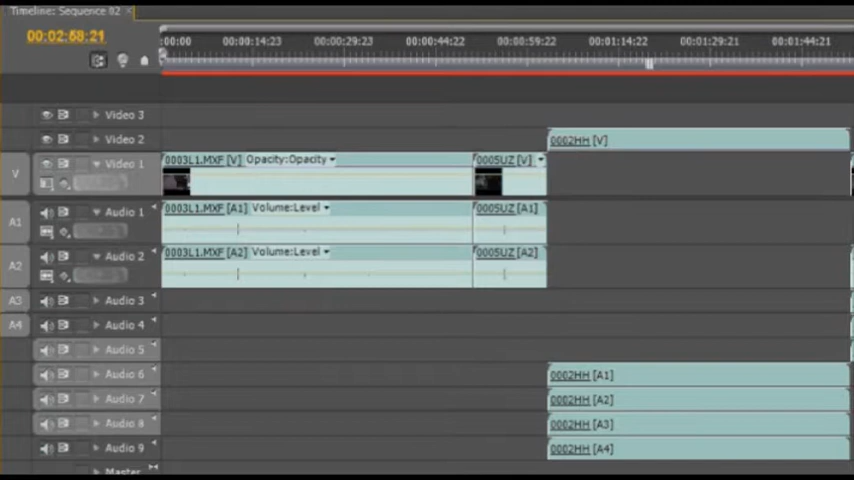 Timeline: Sequence 02 ×
00:02:58:21
:00:00 00:00:14:23 00:00:29:23 00:00:44:22 00:00:59:22 00:01:14:22 00:01:29:21 00:01:44:21
Video 3
Video 2 0002HH [V]
V Video 1 0003L1.MXF [V] Opacity:Opacity 0005UZ [V]
A1 Audio 1 0003L1.MXF [A1] Volume:Level 0005UZ [A1]
A2 Audio 2 0003L1.MXF [A2] Volume:Level 0005UZ [A2]
A3 Audio 3
A4 Audio 4
Audio 5
Audio 6 0002HH [A1]
Audio 7 0002HH [A2]
Audio 8 0002HH [A3]
Audio 9 0002HH [A4]
Master